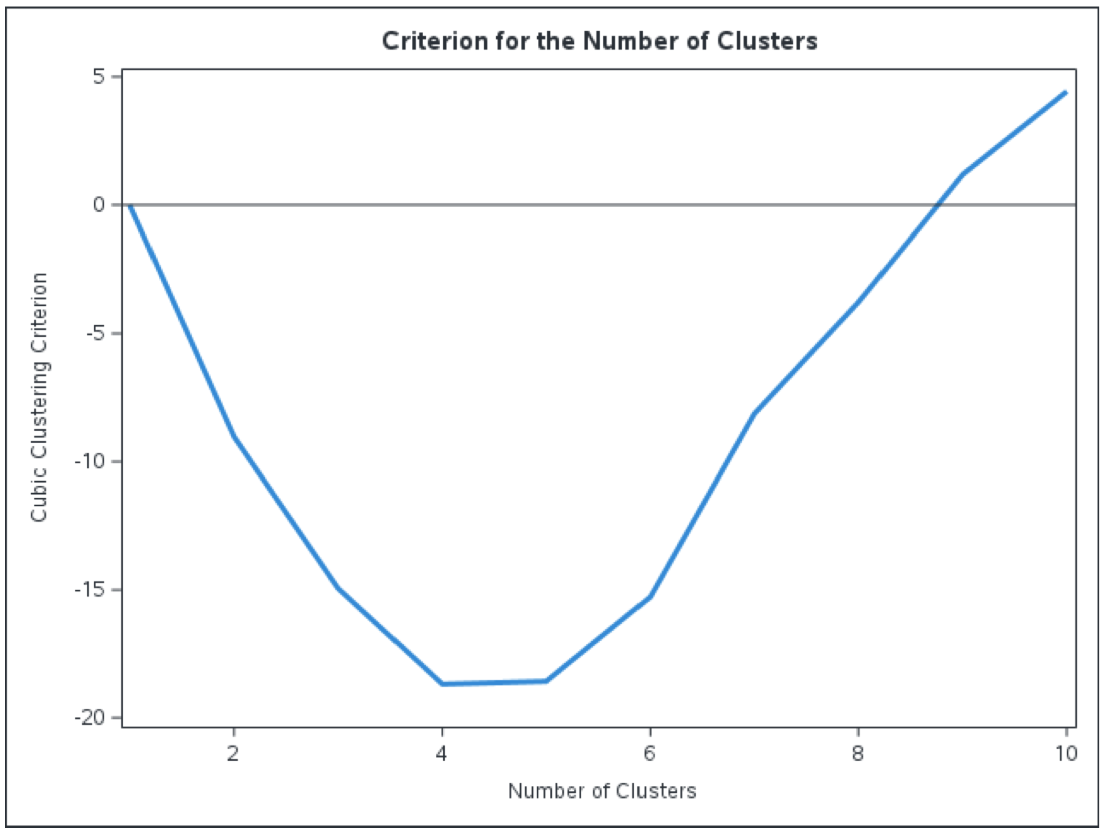 Criterion for the Number of Clusters
5
0
-5
-10
-15
-20
Cubic Clustering Criterion
2 4 6 8 10
Number of Clusters